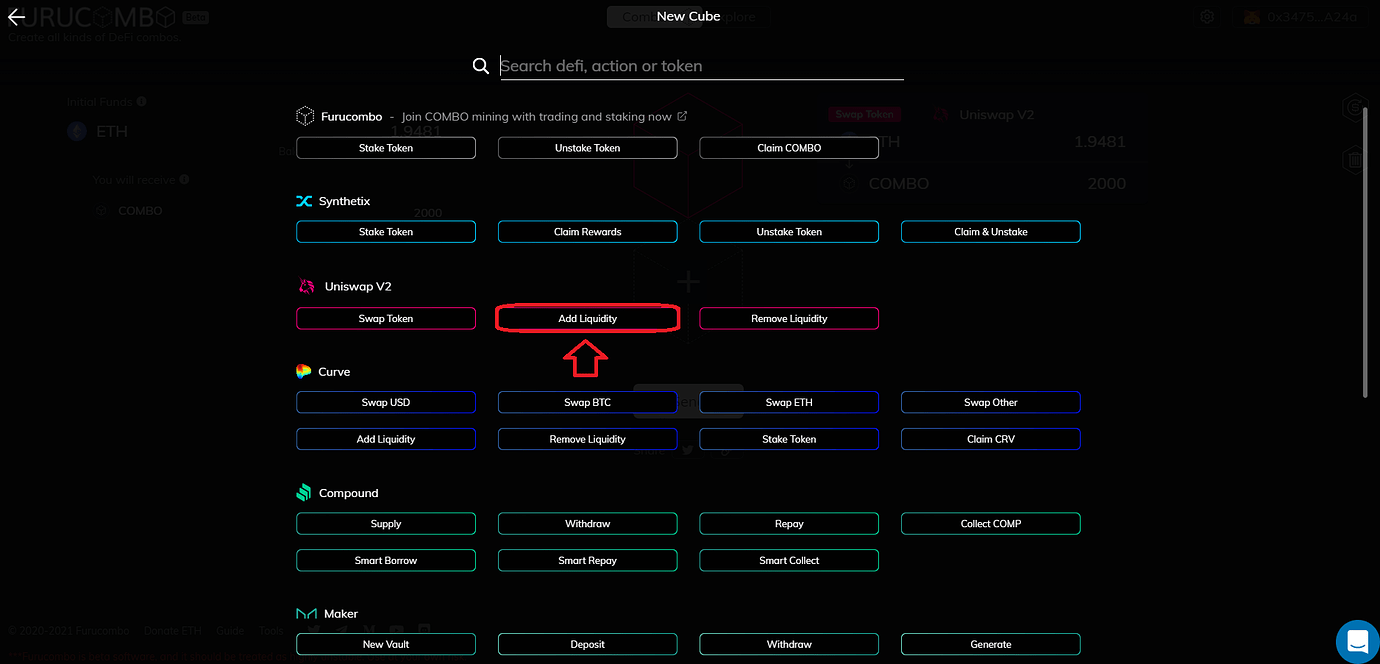 FURUCOMBO Beta
Create all kinds of DeFi combos.
Combo Explore
New Cube
0x3475...A24a
Search defi, action or token
Initial Funds
ETH
1.9481
You will receive
COMBO
2000
Swap Token
Uniswap V2
ETH
1.9481
COMBO
2000
Furucombo - Join COMBO mining with trading and staking now
Stake Token
Unstake Token
Claim COMBO
Synthetix
Stake Token
Claim Rewards
Unstake Token
Claim & Unstake
Uniswap V2
Swap Token
Add Liquidity
Remove Liquidity
Curve
Swap USD
Swap BTC
Swap ETH
Swap Other
Add Liquidity
Remove Liquidity
Stake Token
Claim CRV
Compound
Supply
Withdraw
Repay
Collect COMP
Smart Borrow
Smart Repay
Smart Collect
Maker
© 2020-2021 Furucombo Donate ETH Guide Tools
New Vault
Deposit
Withdraw
Generate